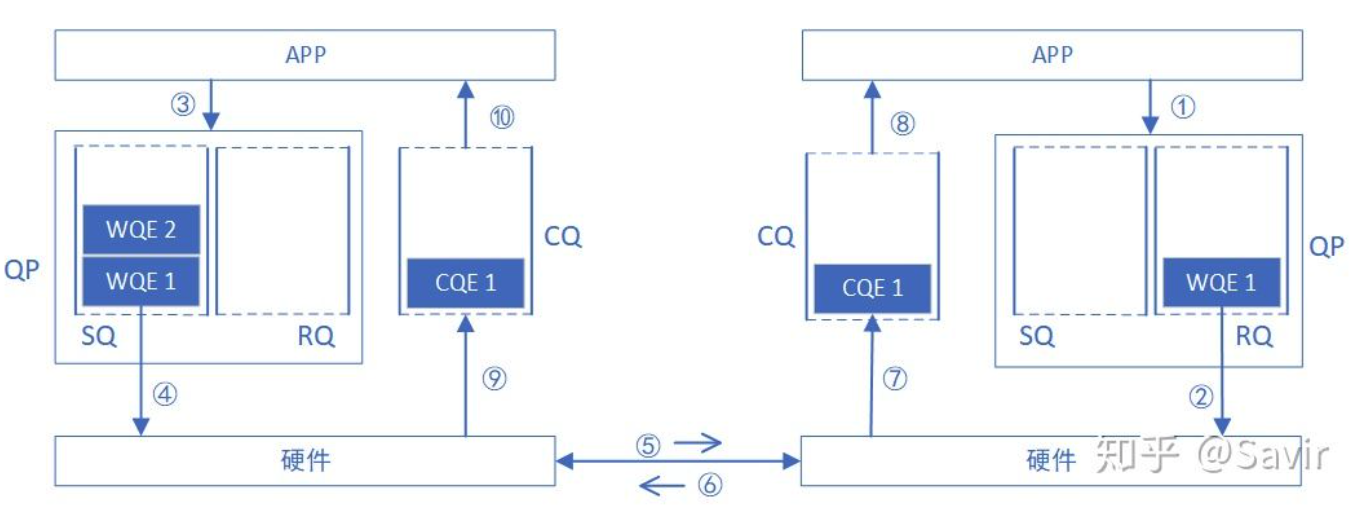 APP
③
⑩
WQE 2
WQE 1
SQ
RQ
QP
CQE 1
CQ
④
⑨
硬件
⑤
⑥
APP
⑧
①
CQ
CQE 1
SQ
WQE 1
RQ
QP
⑦
②
硬件
知乎 @Savir